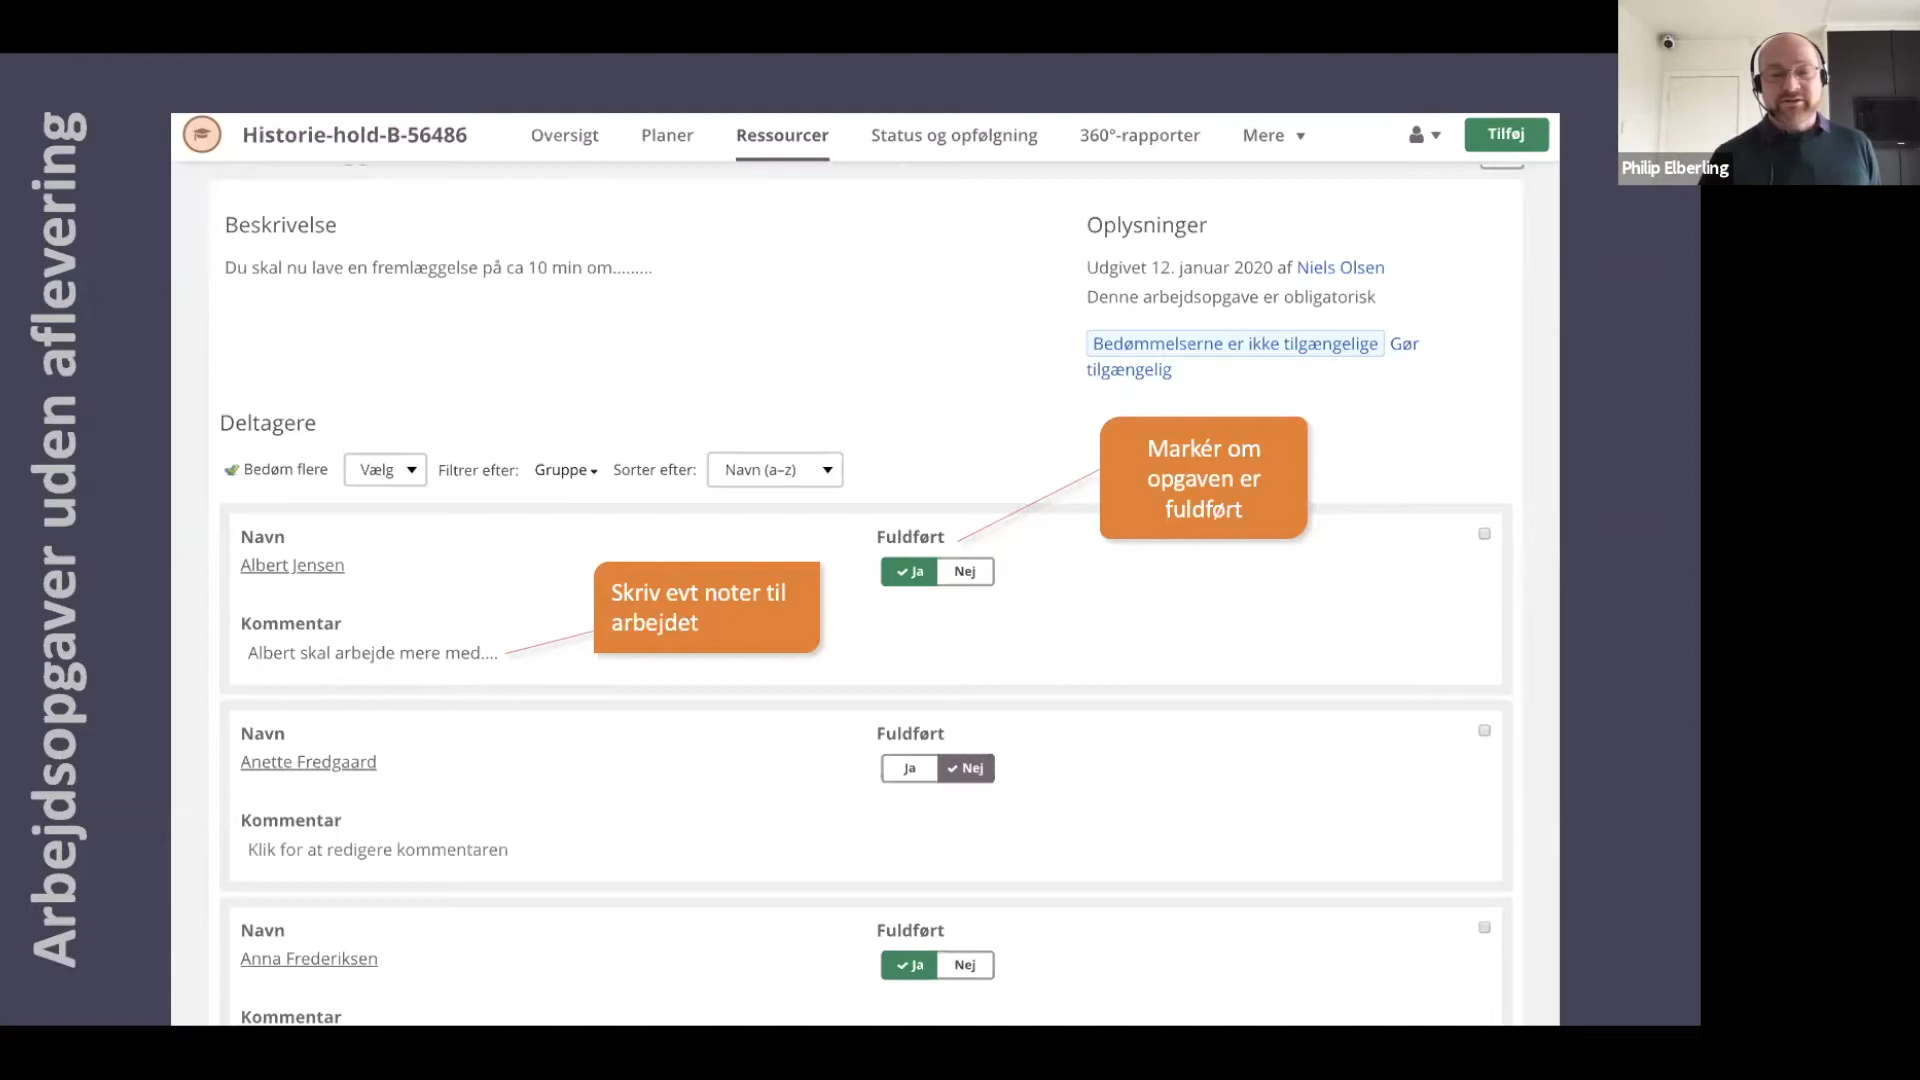 Arbejdsopgaver uden aflevering
Historie-hold-B-56486 Oversigt Planer Ressourcer Status og opfølgning 360°-rapporter Mere Tilføj
Philip Elberling
Beskrivelse
Du skal nu lave en fremlæggelse på ca 10 min om.........
Oplysninger
Udgivet 12. januar 2020 af Niels Olsen
Denne arbejdsopgave er obligatorisk
Bedømmelserne er ikke tilgængelige Gør
tilgængelig
Deltagere
Bedøm flere Vælg Filtrer efter: Gruppe Sorter efter: Navn (a–z)
Markér om
opgaven er
fuldført
Navn Fuldført
Albert Jensen Ja Nej
Skriv evt noter til
arbejdet
Kommentar
Albert skal arbejde mere med....
Navn Fuldført
Anette Fredgaard Ja Nej
Kommentar
Klik for at redigere kommentaren
Navn Fuldført
Anna Frederiksen Ja Nej
Kommentar